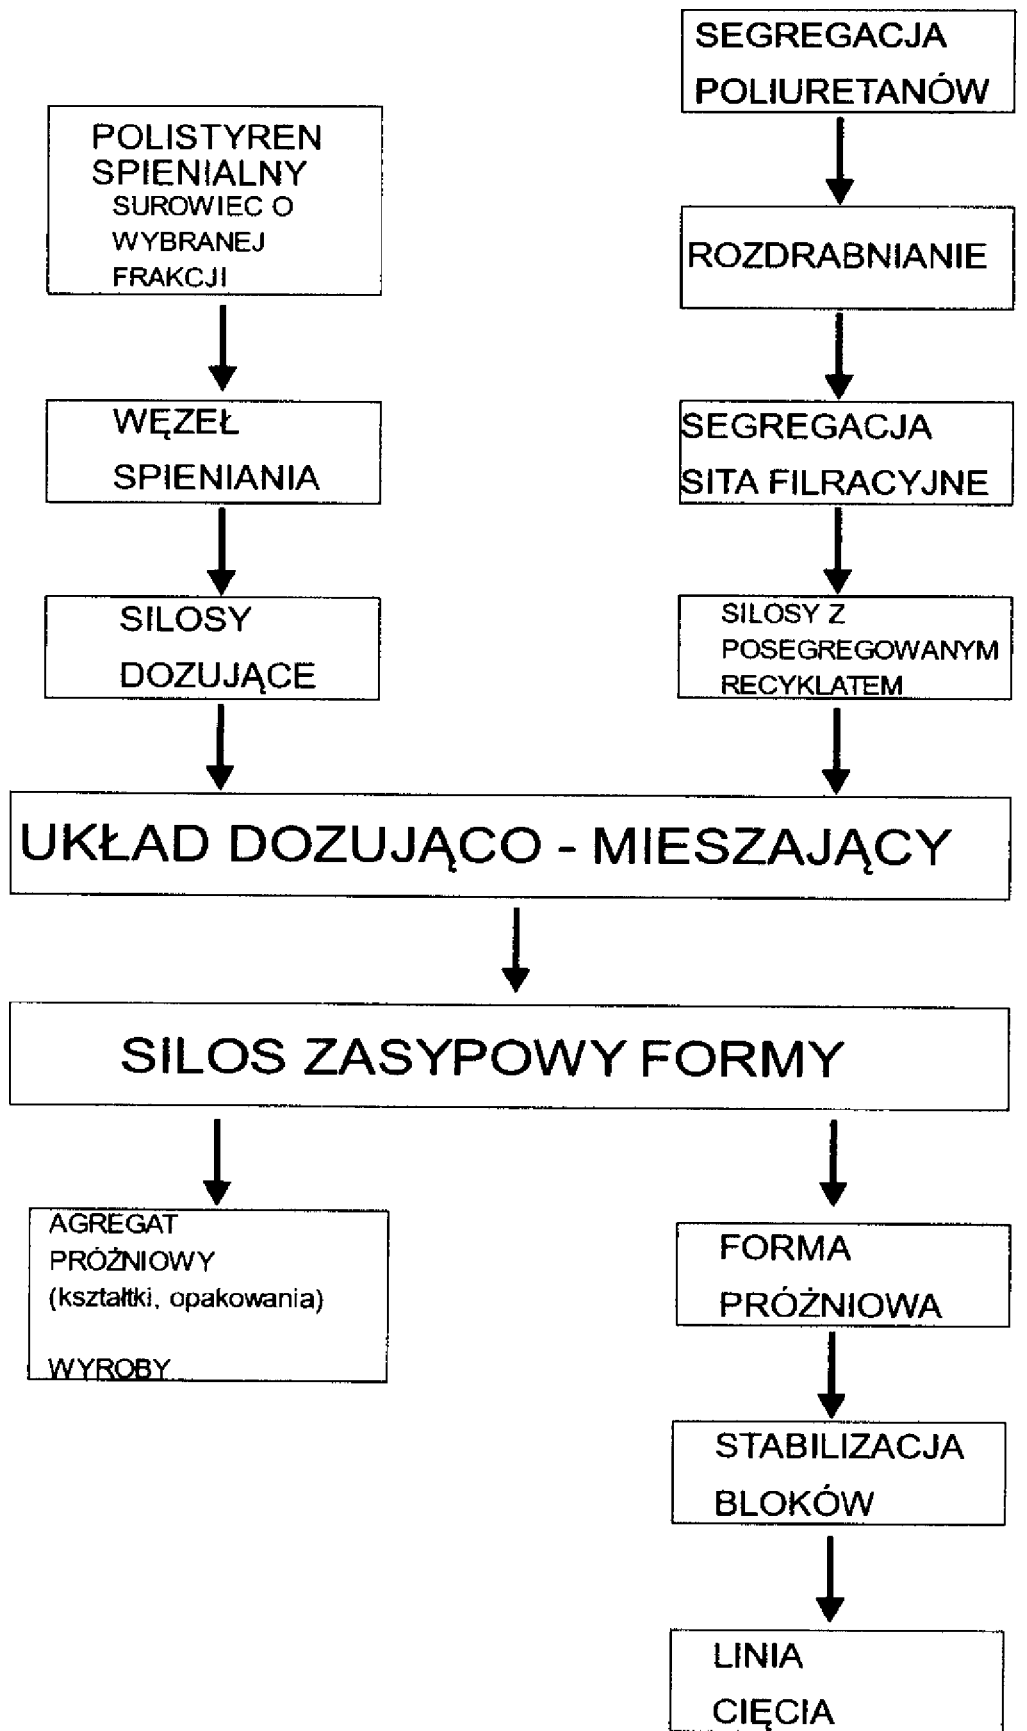 SEGREGACJA
POLIURETANÓW
POLISTYREN
SPIENIALNY
SUROWIEC O
WYBRANEJ
FRAKCJI
ROZDRABNIANIE
WĘZEŁ
SPIENIANIA
SEGREGACJA
SITA FILRACYJNE
SILOSY
DOZUJĄCE
SILOSY Z
POSEGREGOWANYM
RECYKLATEM
UKŁAD DOZUJĄCO - MIESZAJĄCY
SILOS ZASYPOWY FORMY
AGREGAT
PRÓŻNIOWY
(kształtki, opakowania)
WYROBY
FORMA
PRÓŻNIOWA
STABILIZACJA
BLOKÓW
LINIA
CIĘCIA